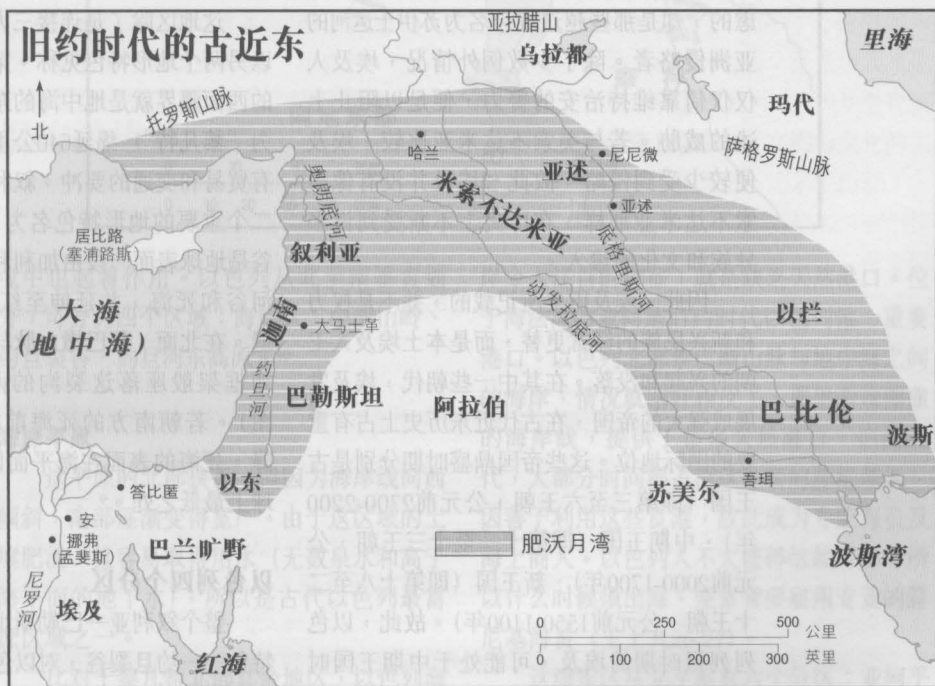 旧约时代的古近东
北
亚拉腊山
乌拉都
里海
玛代
托罗斯山脉
萨格罗斯山脉
哈兰
亚述
尼尼微
亚述
米索不达米亚
奥朗底河
底格里斯河
居比路
(塞浦路斯)
叙利亚
幼发拉底河
以拦
大海
(地中海)
迦南
大马士革
约旦河
巴勒斯坦
阿拉伯
巴比伦
波斯
以东
苏美尔
吾珥
答比匿
安
挪弗
(孟斐斯)
巴兰旷野
肥沃月湾
波斯湾
尼罗河
埃及
红海
0 250 500 公里
0 100 200 300 英里